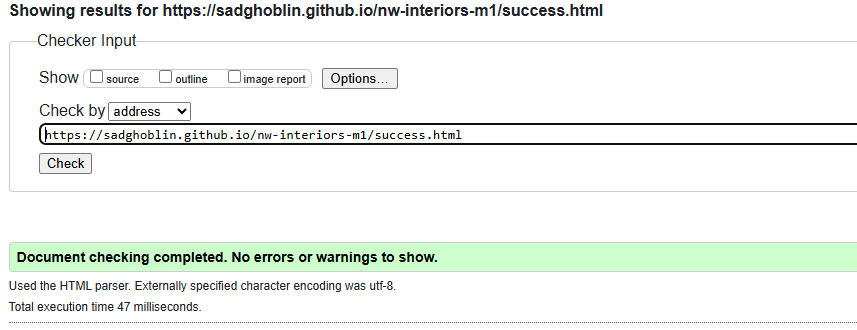 Showing results for https://sadghoblin.github.io/nw-interiors-m1/success.html
Checker Input
Show source outline image report Options...
Check by address
https://sadghoblin.github.io/nw-interiors-m1/success.html
Check
Document checking completed. No errors or warnings to show.
Used the HTML parser. Externally specified character encoding was utf-8.
Total execution time 47 milliseconds.